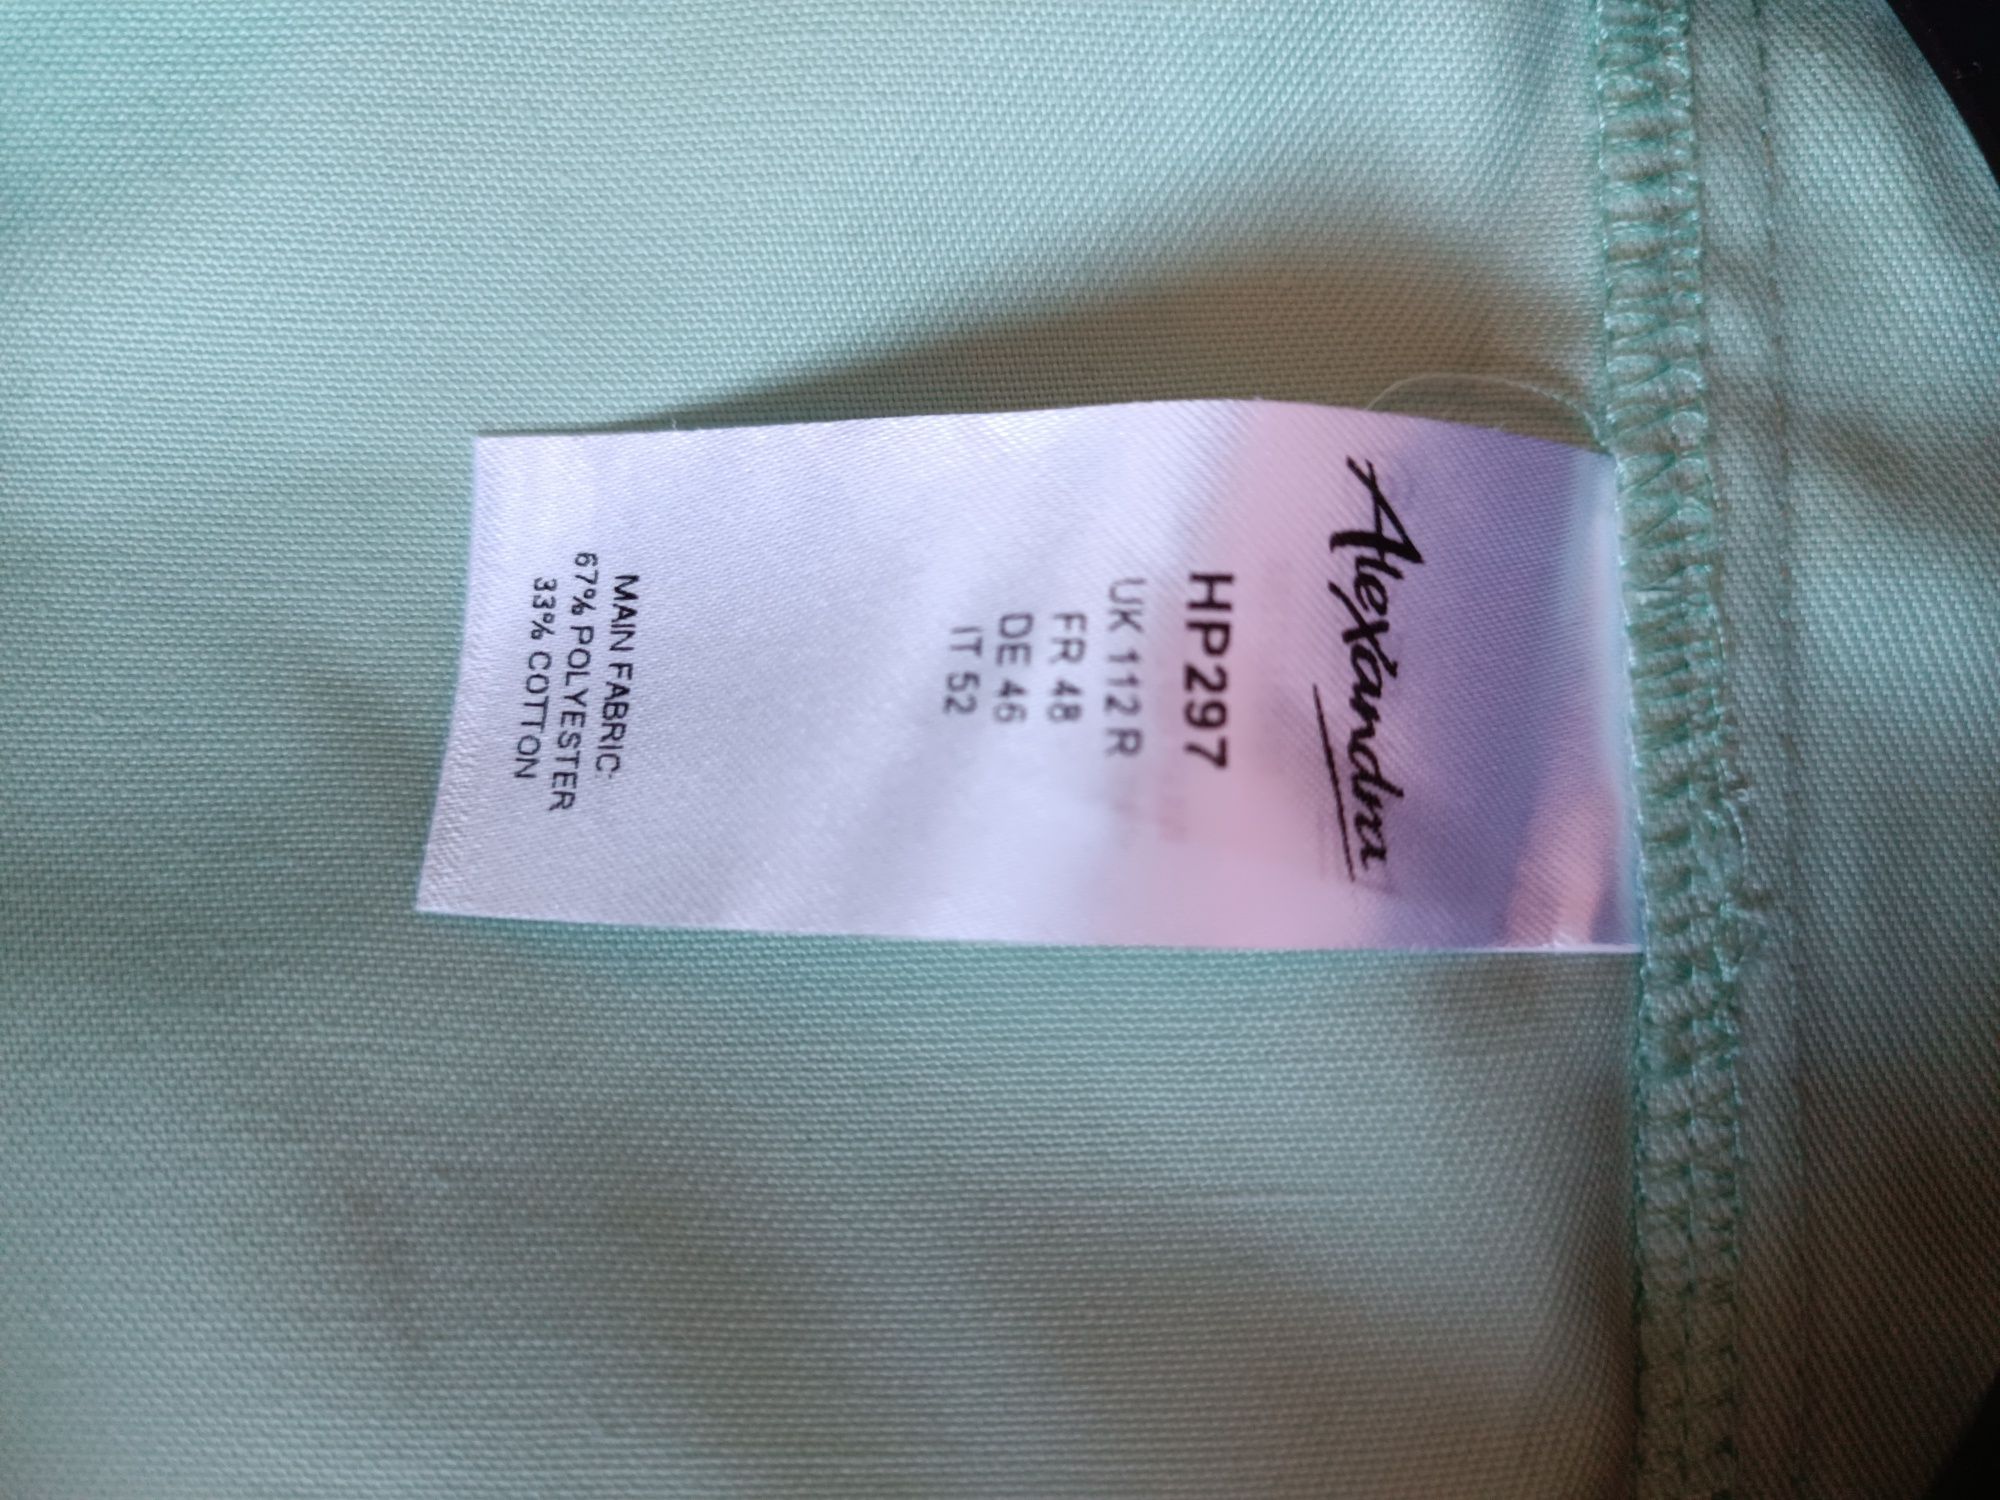 Alexandra
HP297
UK 112 R
FR 48
DE 46
IT 52
MAIN FABRIC:
67% POLYESTER
33% COTTON